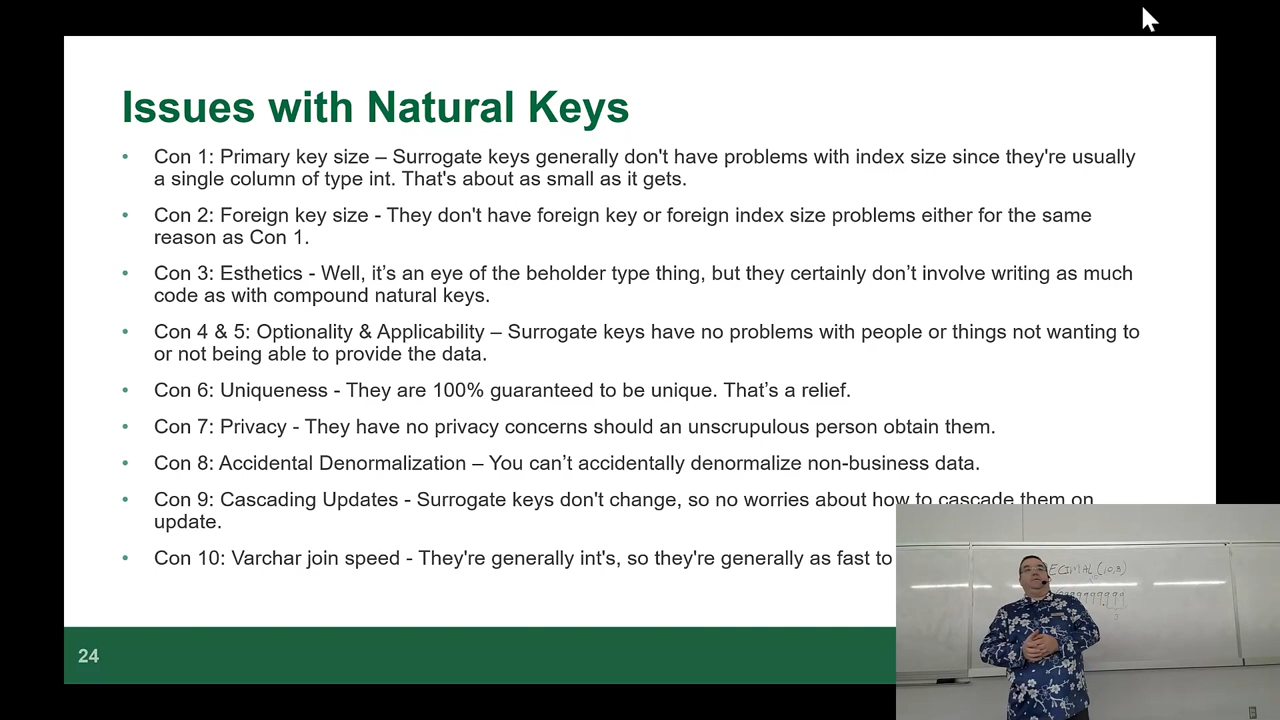 Issues with Natural Keys
• Con 1: Primary key size – Surrogate keys generally don't have problems with index size since they're usually
a single column of type int. That's about as small as it gets.
• Con 2: Foreign key size - They don't have foreign key or foreign index size problems either for the same
reason as Con 1.
• Con 3: Esthetics - Well, it’s an eye of the beholder type thing, but they certainly don’t involve writing as much
code as with compound natural keys.
• Con 4 & 5: Optionality & Applicability – Surrogate keys have no problems with people or things not wanting to
or not being able to provide the data.
• Con 6: Uniqueness - They are 100% guaranteed to be unique. That’s a relief.
• Con 7: Privacy - They have no privacy concerns should an unscrupulous person obtain them.
• Con 8: Accidental Denormalization – You can’t accidentally denormalize non-business data.
• Con 9: Cascading Updates - Surrogate keys don't change, so no worries about how to cascade them on
update.
• Con 10: Varchar join speed - They're generally int's, so they're generally as fast to
ECIMAL(10,3)
3
24